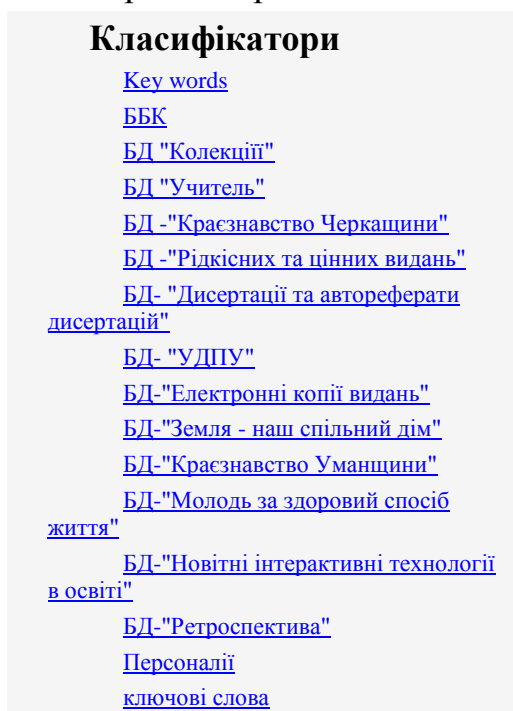 Класифікатори
Key words
ББК
БД "Колекціїї"
БД "Учитель"
БД -"Краєзнавство Черкащини"
БД -"Рідкісних та цінних видань"
БД- "Дисертації та автореферати
дисертацій"
БД- "УДПУ"
БД-"Електронні копії видань"
БД-"Земля - наш спільний дім"
БД-"Краєзнавство Уманщини"
БД-"Молодь за здоровий спосіб
життя"
БД-"Новітні інтерактивні технології
в освіті"
БД-"Ретроспектива"
Персоналії
ключові слова